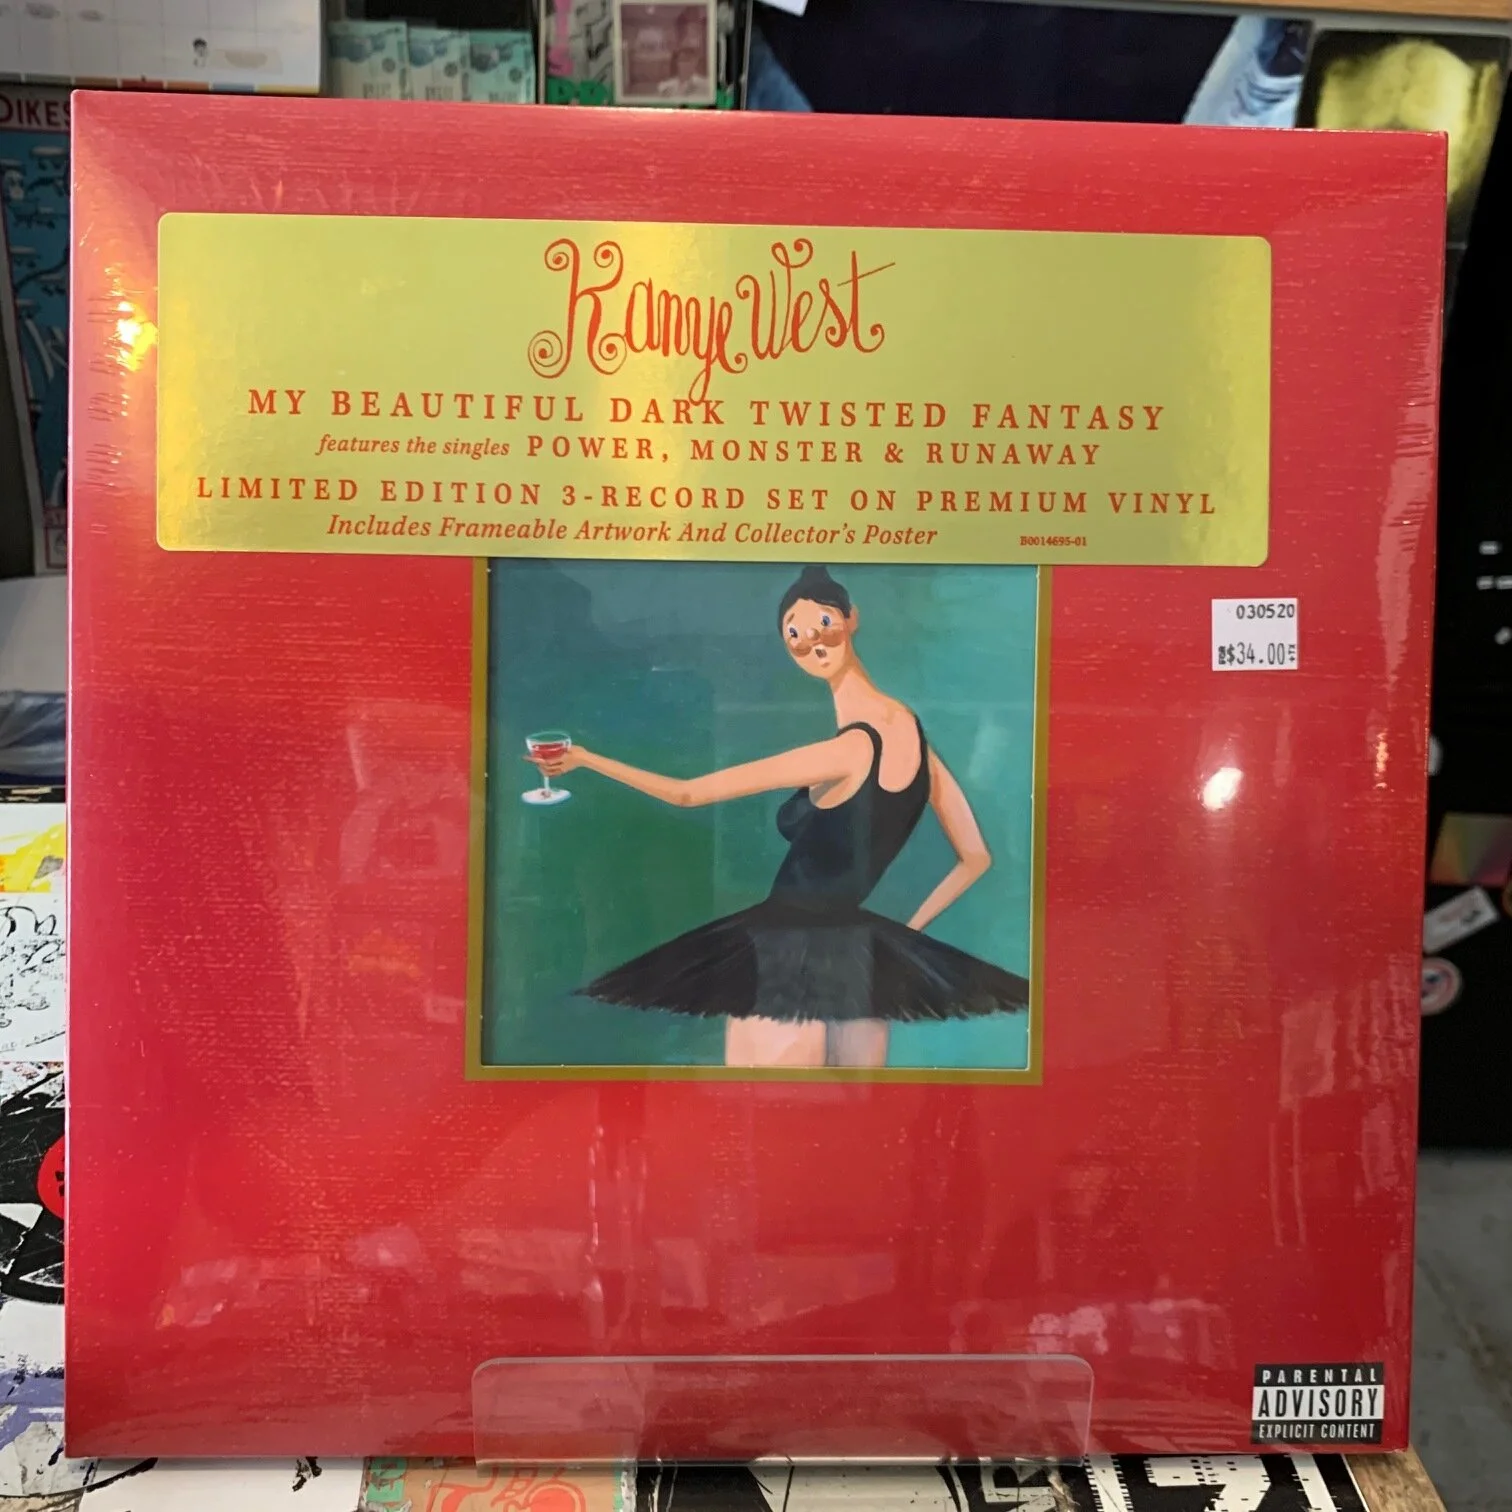 OIKES
Kanye West
MY BEAUTIFUL DARK TWISTED FANTASY
features the singles POWER, MONSTER & RUNAWAY
LIMITED EDITION 3-RECORD SET ON PREMIUM VINYL
Includes Frameable Artwork And Collector's Poster
B0014695-01
030520
$34.00
PARENTAL
ADVISORY
EXPLICIT CONTENT